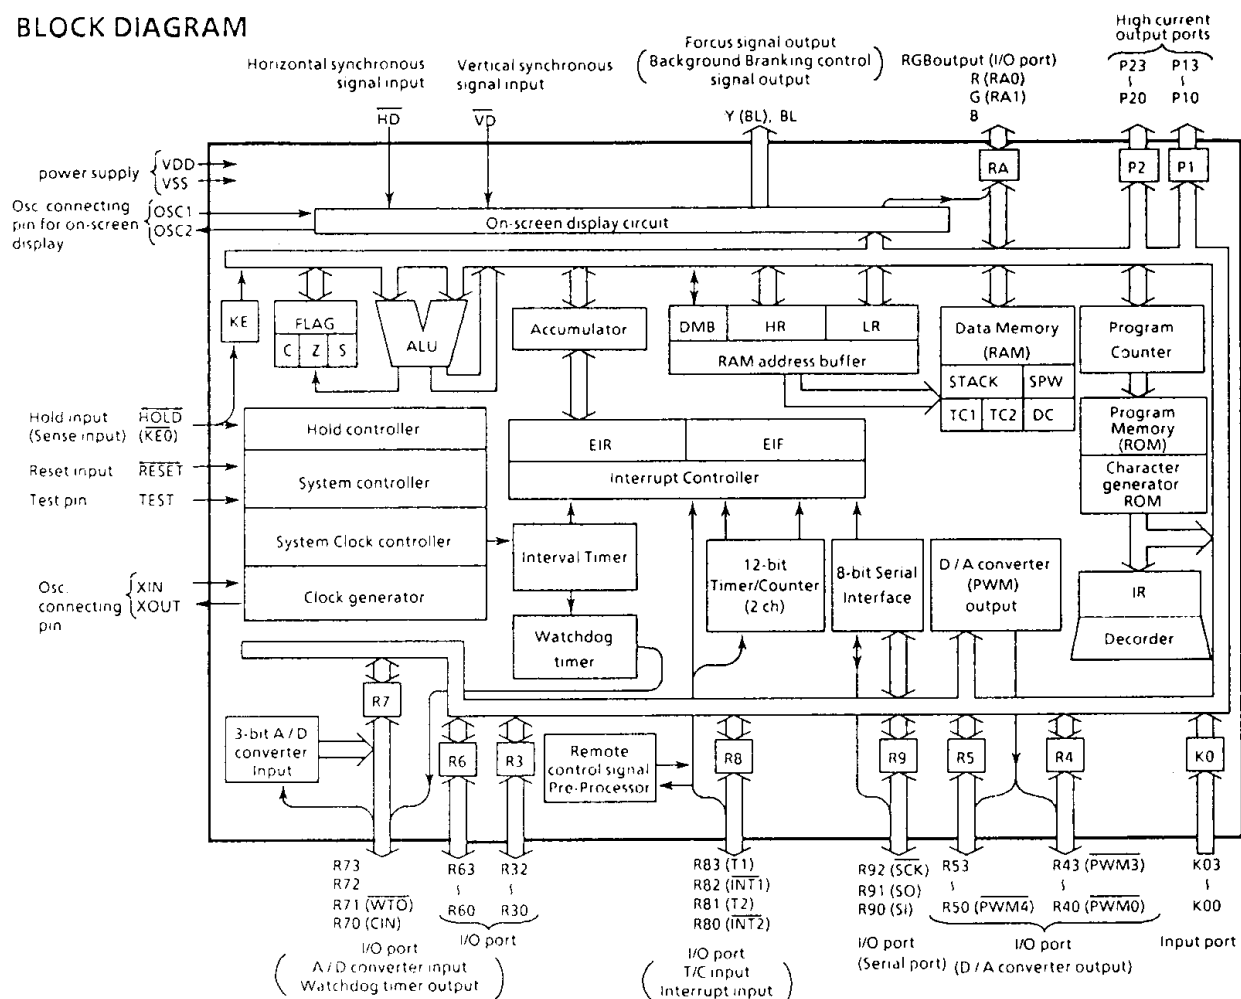 BLOCK DIAGRAM
High current
output ports
Forcus signal output
(Background Branking control)
signal output
Horizontal synchronous
signal input
Vertical synchronous
signal input
RGBoutput (I/O port)
R (RA0)
G (RA1)
B
P23
~
P20
P13
~
P10
HD
VD
Y (BL), BL
power supply
VDD
VSS
RA
P2
P1
Osc. connecting
pin for on-screen
display
OSC1
OSC2
On-screen display circuit
KE
FLAG
C
Z
S
ALU
Accumulator
DMB
HR
LR
RAM address buffer
Data Memory
(RAM)
STACK
SPW
TC1
TC2
DC
Program
Counter
Program
Memory
(ROM)
Character
generator
ROM
Hold input
(Sense input)
HOLD
(KE0)
Hold controller
EIR
EIF
Interrupt Controller
Reset input
RESET
System controller
Test pin
TEST
System Clock controller
Interval Timer
12-bit
Timer/Counter
(2 ch)
8-bit Serial
Interface
D / A converter
(PWM)
output
IR
Decorder
Osc.
connecting
pin
XIN
XOUT
Clock generator
Watchdog
timer
R7
3-bit A / D
converter
Input
R6
R3
Remote
control signal
Pre-Processor
R8
R9
R5
R4
K0
R73
R72
R71 (WTO)
R70 (CIN)
R63
~
R60
R32
~
R30
R83 (T1)
R82 (INT1)
R81 (T2)
R80 (INT2)
R92 (SCK)
R91 (SO)
R90 (SI)
R53
~
R50 (PWM4)
R43 (PWM3)
~
R40 (PWM0)
K03
~
K00
I/O port
(A / D converter input)
Watchdog timer output
I/O port
I/O port
(T/C input)
Interrupt input
I/O port
(Serial port)
I/O port
(D / A converter output)
Input port